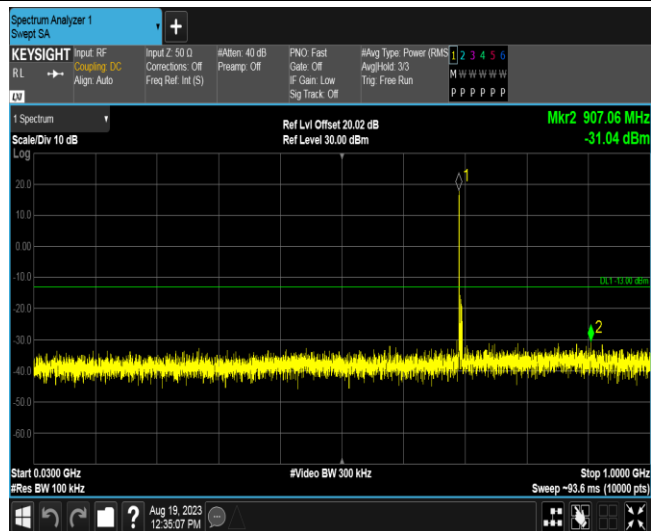 Spectrum Analyzer 1
Swept SA
+
KEYSIGHT
RL
Input: RF
Coupling: DC
Align: Auto
Input Z: 50 Ω
Corrections: Off
Freq Ref: Int (S)
#Atten: 40 dB
Preamp: Off
PNO: Fast
Gate: Off
IF Gain: Low
Sig Track: Off
#Avg Type: Power (RMS
Avg|Hold: 3/3
Trig: Free Run
1 2 3 4 5 6
M W W W W W
P P P P P P
LXI
1 Spectrum
Scale/Div 10 dB
Ref Lvl Offset 20.02 dB
Ref Level 30.00 dBm
Mkr2 907.06 MHz
-31.04 dBm
Log
20.0
10.0
0.00
-10.0
-20.0
-30.0
-40.0
-50.0
-60.0
1
DL1 -13.00 dBm
2
Start 0.0300 GHz
#Res BW 100 kHz
#Video BW 300 kHz
Stop 1.0000 GHz
Sweep ~93.6 ms (10000 pts)
?
Aug 19, 2023
12:35:07 PM